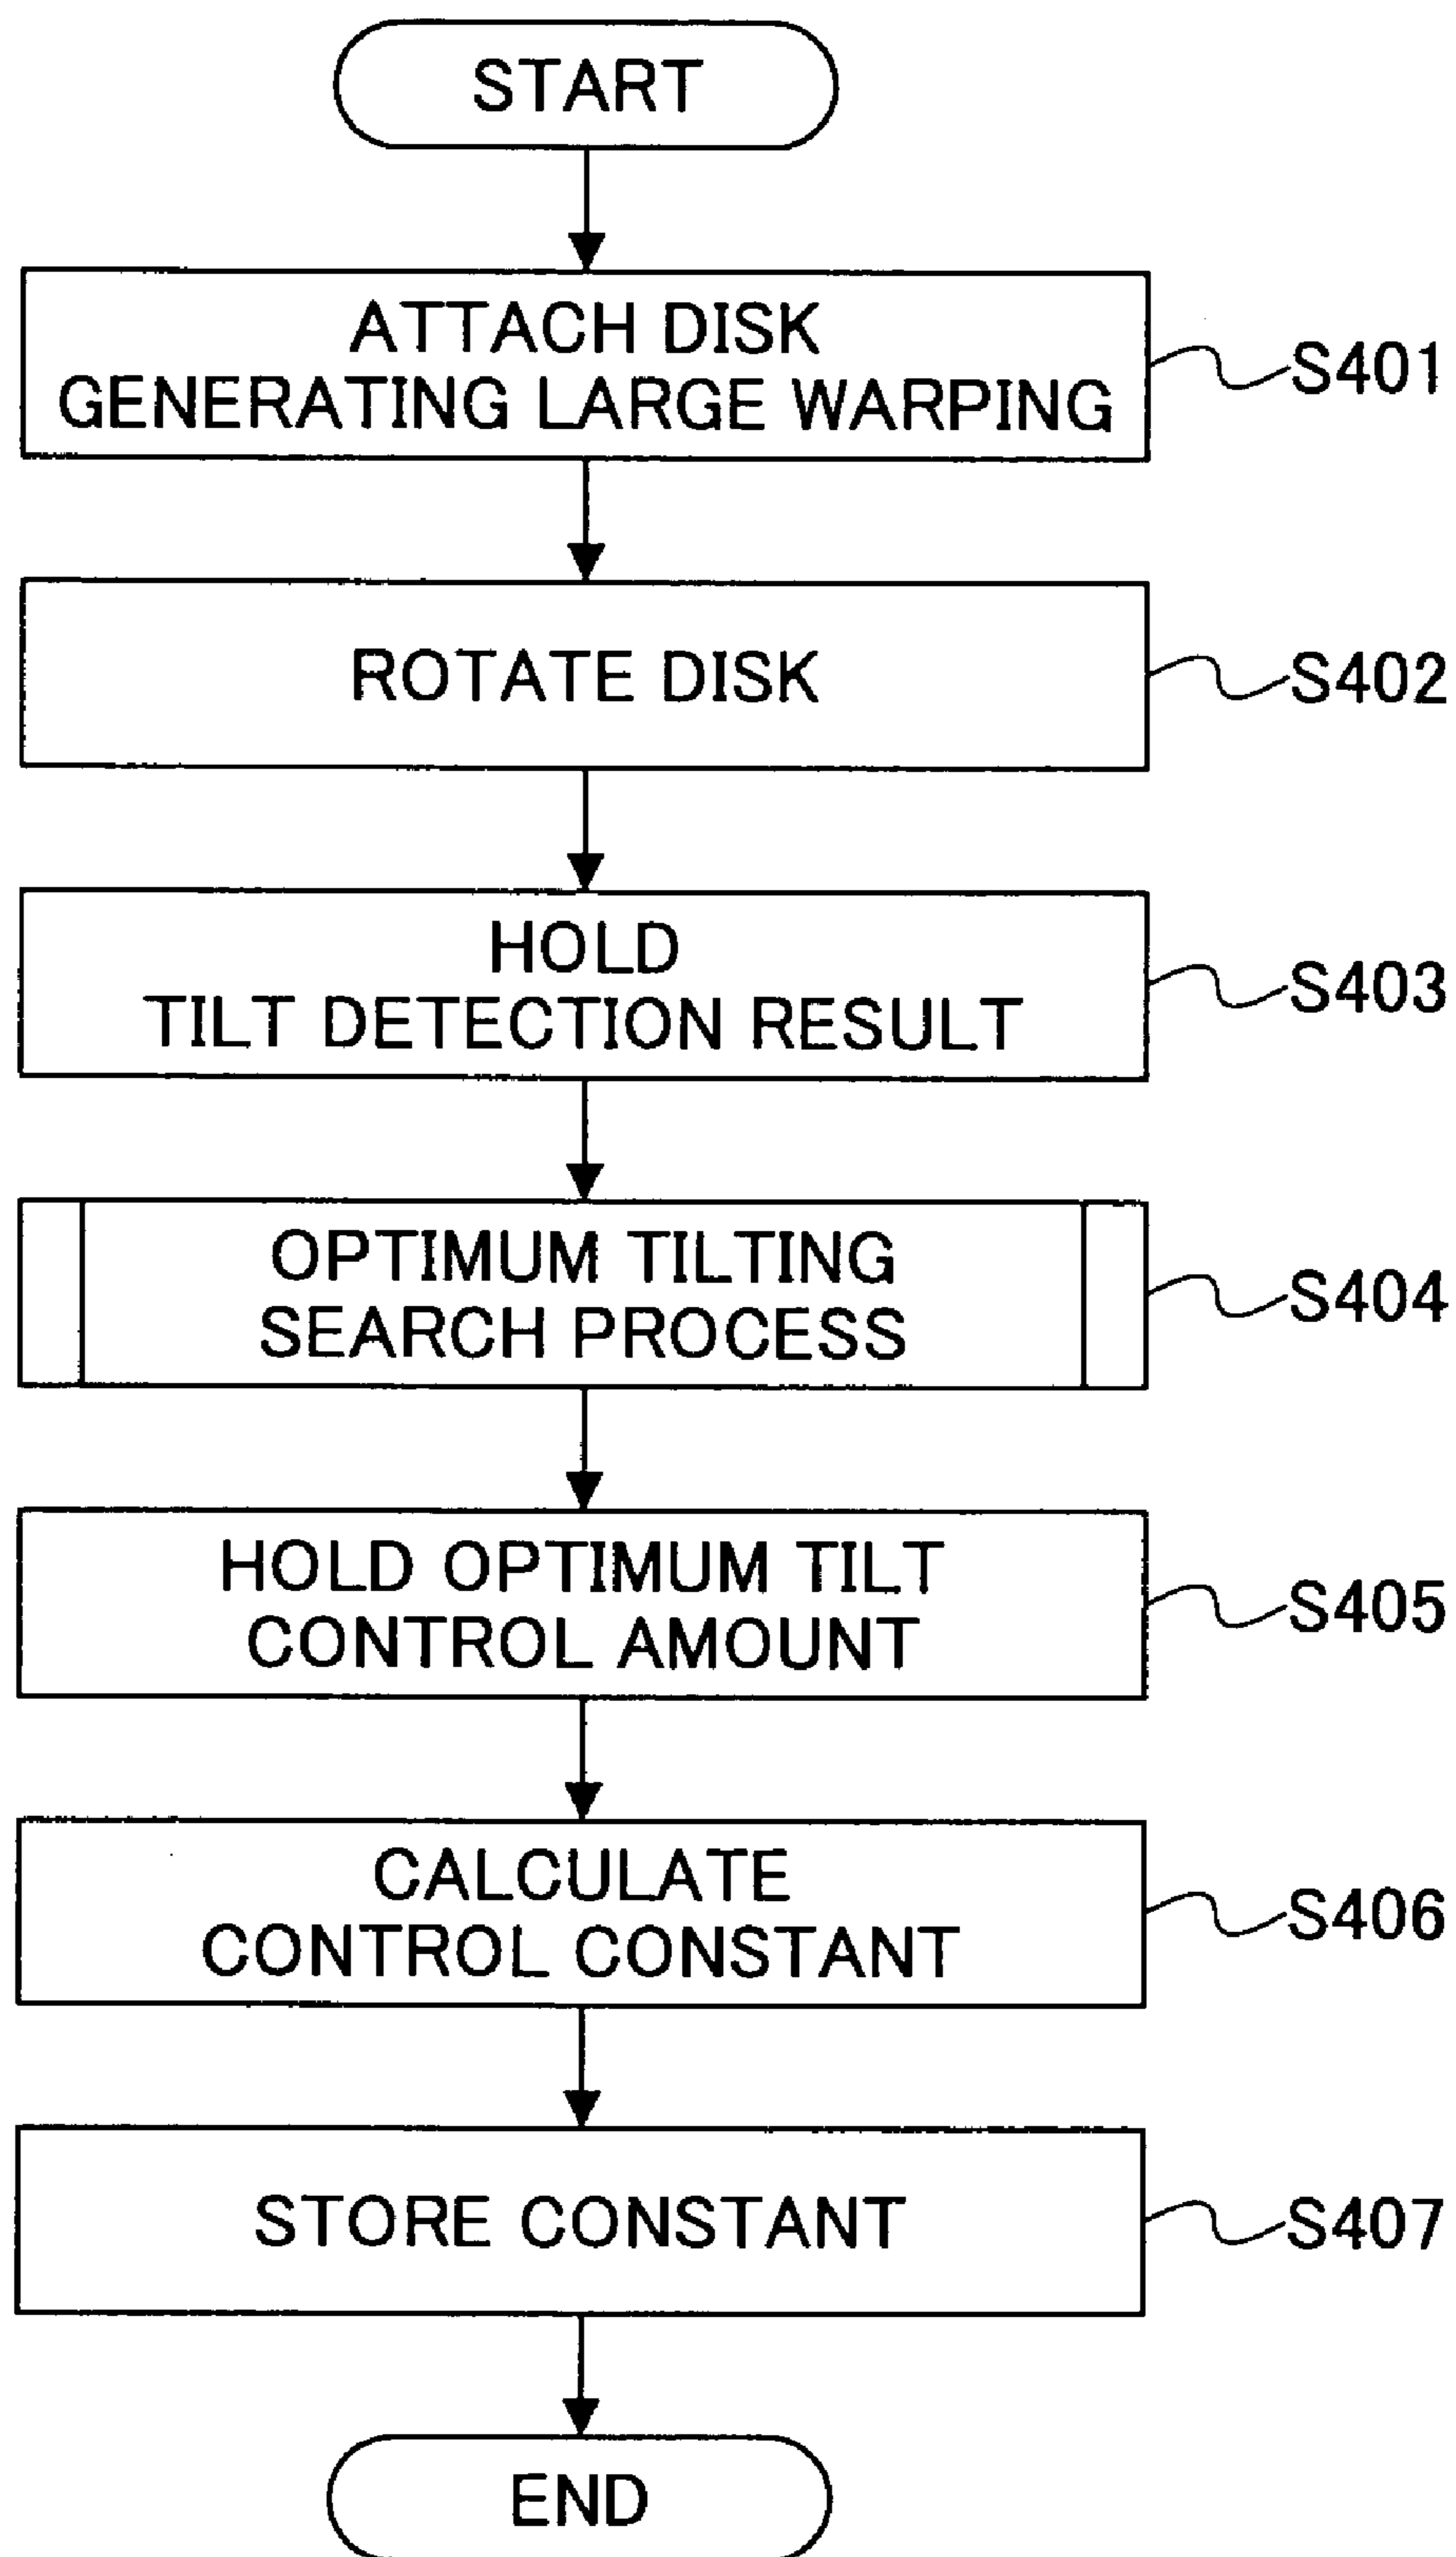 START
ATTACH DISK
GENERATING LARGE WARPING
S401
ROTATE DISK
S402
HOLD
TILT DETECTION RESULT
S403
OPTIMUM TILTING
SEARCH PROCESS
S404
HOLD OPTIMUM TILT
CONTROL AMOUNT
S405
CALCULATE
CONTROL CONSTANT
S406
STORE CONSTANT
S407
END